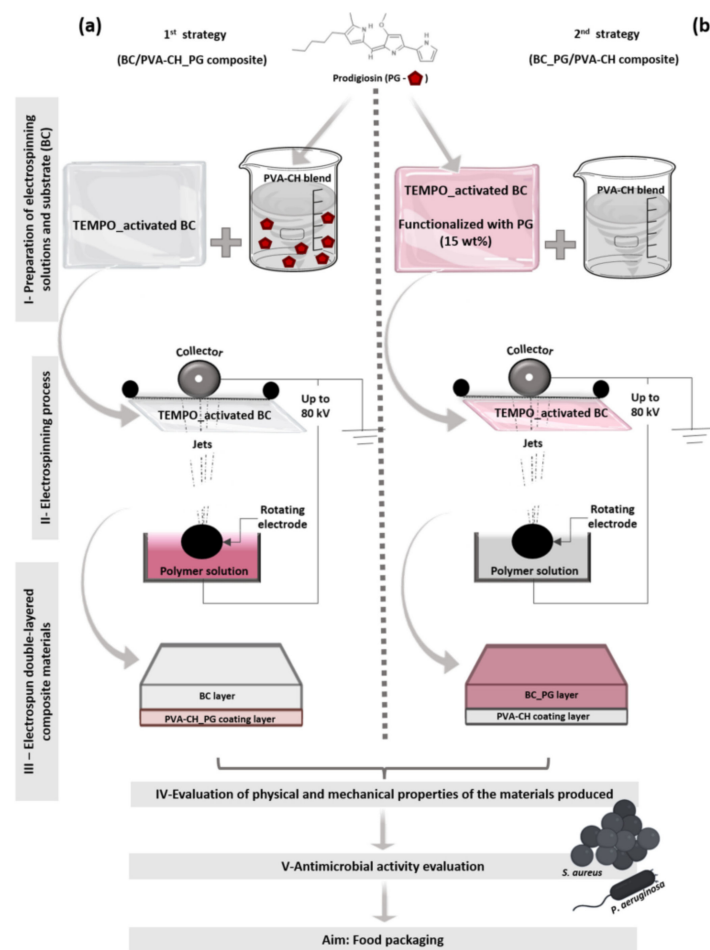 (a)
1st strategy
(BC/PVA-CH_PG composite)
Prodigiosin (PG - )
(b
2nd strategy
(BC_PG/PVA-CH composite)
I- Preparation of electrospinning
solutions and substrate (BC)
TEMPO_activated BC
PVA-CH blend
TEMPO_activated BC
Functionalized with PG
(15 wt%)
PVA-CH blend
II- Electrospinning process
Collector
TEMPO_activated BC
Up to
80 kV
Jets
Rotating
electrode
Polymer solution
Collector
TEMPO_activated BC
Up to
80 kV
Jets
Rotating
electrode
Polymer solution
III – Electrospun double-layered
composite materials
BC layer
PVA-CH_PG coating layer
BC_PG layer
PVA-CH coating layer
IV-Evaluation of physical and mechanical properties of the materials produced
V-Antimicrobial activity evaluation
S. aureus
P. aeruginosa
Aim: Food packaging